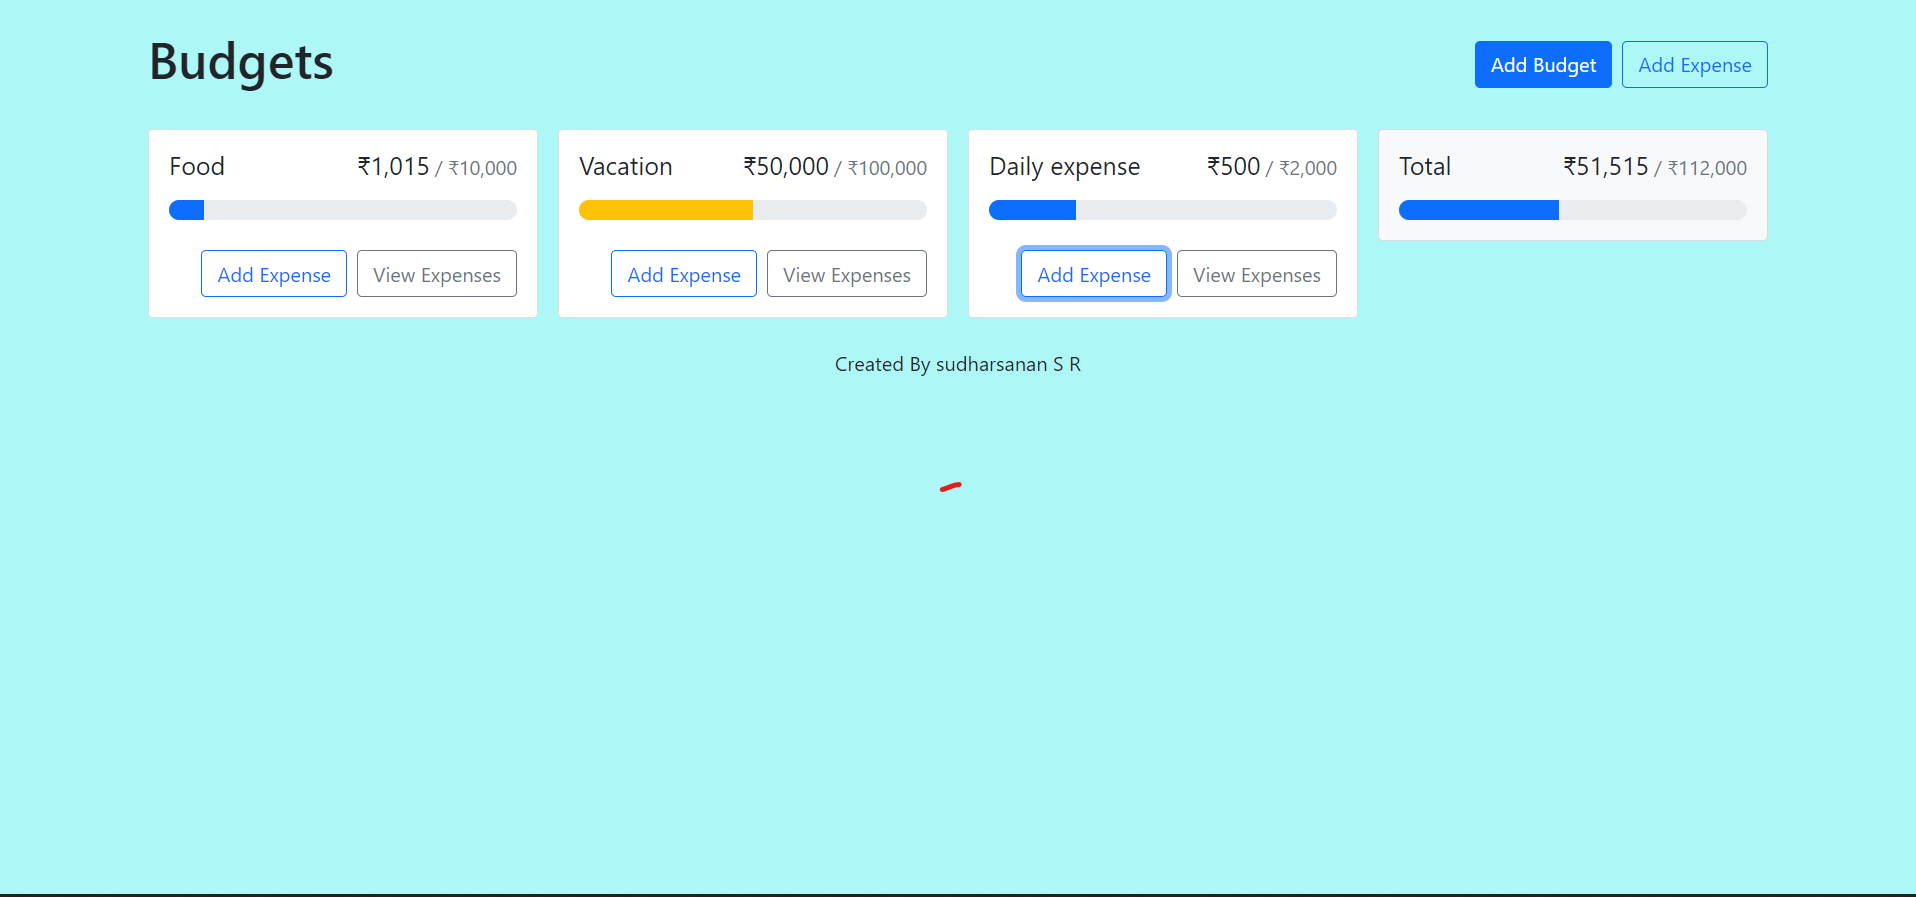 Budgets
Add Budget
Add Expense
Food ₹1,015 / ₹10,000
Add Expense
View Expenses
Vacation ₹50,000 / ₹100,000
Add Expense
View Expenses
Daily expense ₹500 / ₹2,000
Add Expense
View Expenses
Total ₹51,515 / ₹112,000
Created By sudharsanan S R